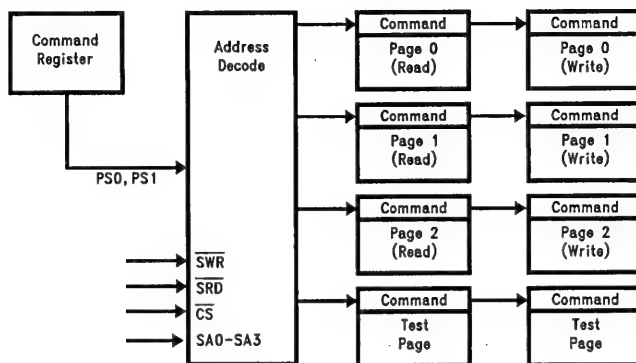 Command
Register
PS0, PS1
Address
Decode
SWR
SRD
CS
SA0-SA3
Command
Page 0
(Read)
Command
Page 0
(Write)
Command
Page 1
(Read)
Command
Page 1
(Write)
Command
Page 2
(Read)
Command
Page 2
(Write)
Command
Test
Page
Command
Test
Page